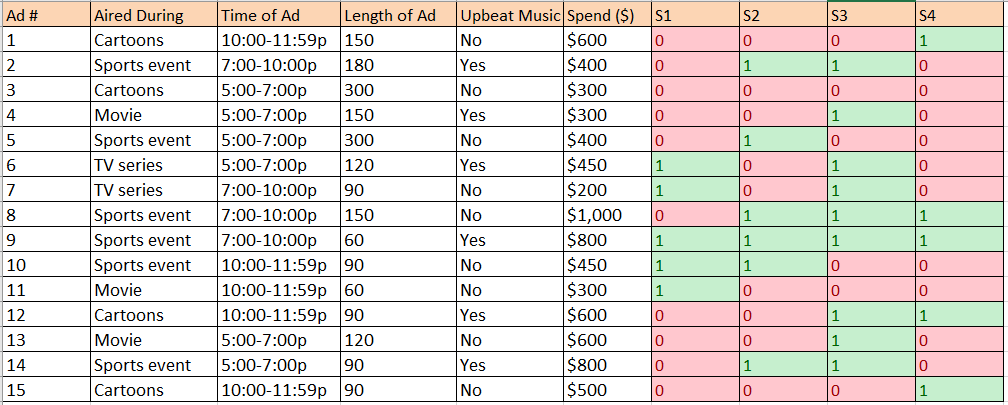 Ad # Aired During Time of Ad Length of Ad Upbeat Music Spend ($) S1 S2 S3 S4
1 Cartoons 10:00-11:59p 150 No $600 0 0 0 1
2 Sports event 7:00-10:00p 180 Yes $400 0 1 1 0
3 Cartoons 5:00-7:00p 300 No $300 0 0 0 0
4 Movie 5:00-7:00p 150 Yes $300 0 0 1 0
5 Sports event 5:00-7:00p 300 No $400 0 1 0 0
6 TV series 5:00-7:00p 120 Yes $450 1 0 1 0
7 TV series 7:00-10:00p 90 No $200 1 0 1 0
8 Sports event 7:00-10:00p 150 No $1,000 0 1 1 1
9 Sports event 7:00-10:00p 60 Yes $800 1 1 1 1
10 Sports event 10:00-11:59p 90 No $450 1 1 0 0
11 Movie 10:00-11:59p 60 No $300 1 0 0 0
12 Cartoons 10:00-11:59p 90 Yes $600 0 0 1 1
13 Movie 5:00-7:00p 120 No $600 0 0 1 0
14 Sports event 5:00-7:00p 90 Yes $800 0 1 1 0
15 Cartoons 10:00-11:59p 90 No $500 0 0 0 1